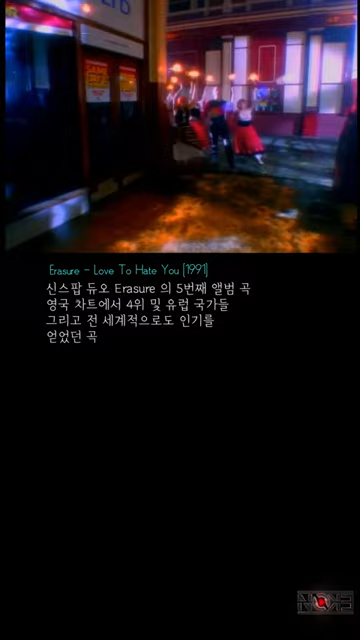 Erasure - Love To Hate You [1991]
신스팝 듀오 Erasure 의 5번째 앨범 곡
영국 차트에서 4위 및 유럽 국가들
그리고 전 세계적으로도 인기를
얻었던 곡